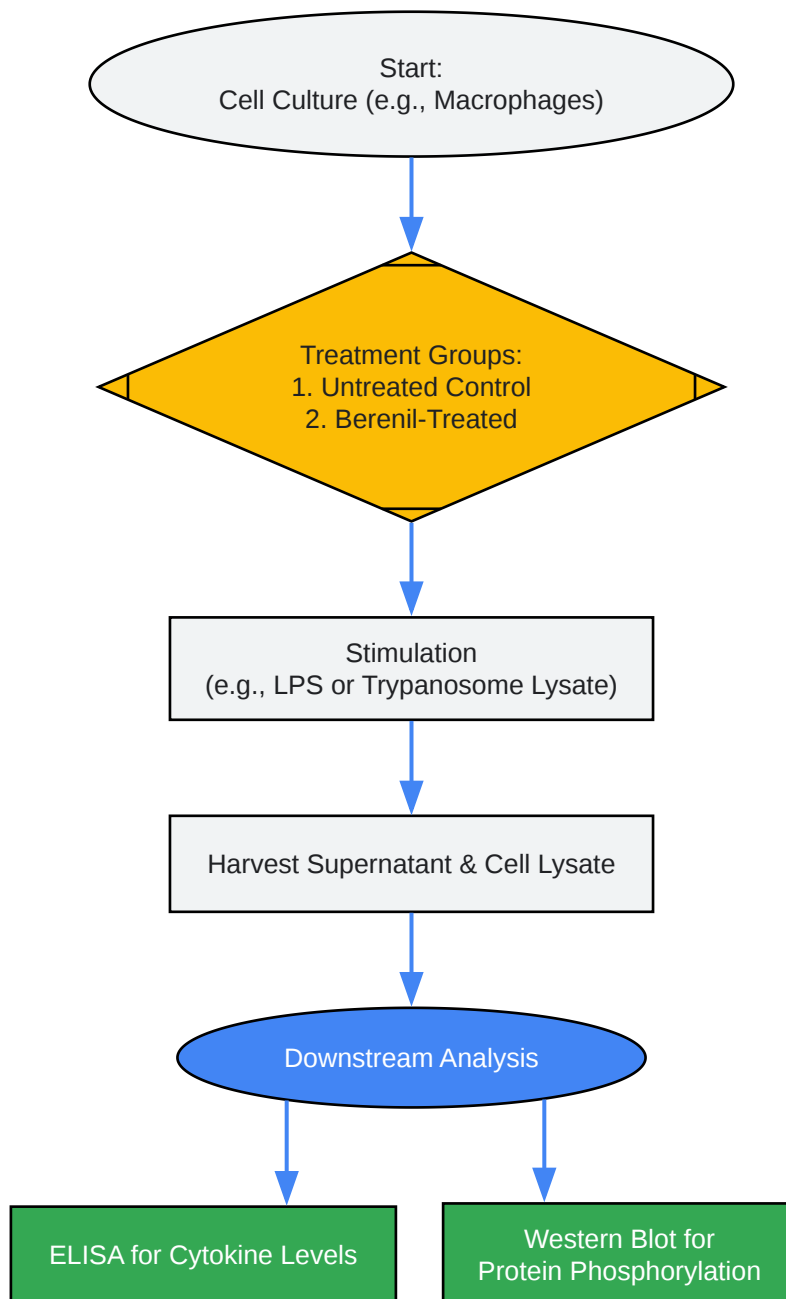 Start:
Cell Culture (e.g., Macrophages)
Treatment Groups:
1. Untreated Control
2. Berenil-Treated
Stimulation
(e.g., LPS or Trypanosome Lysate)
Harvest Supernatant & Cell Lysate
Downstream Analysis
ELISA for Cytokine Levels
Western Blot for
Protein Phosphorylation